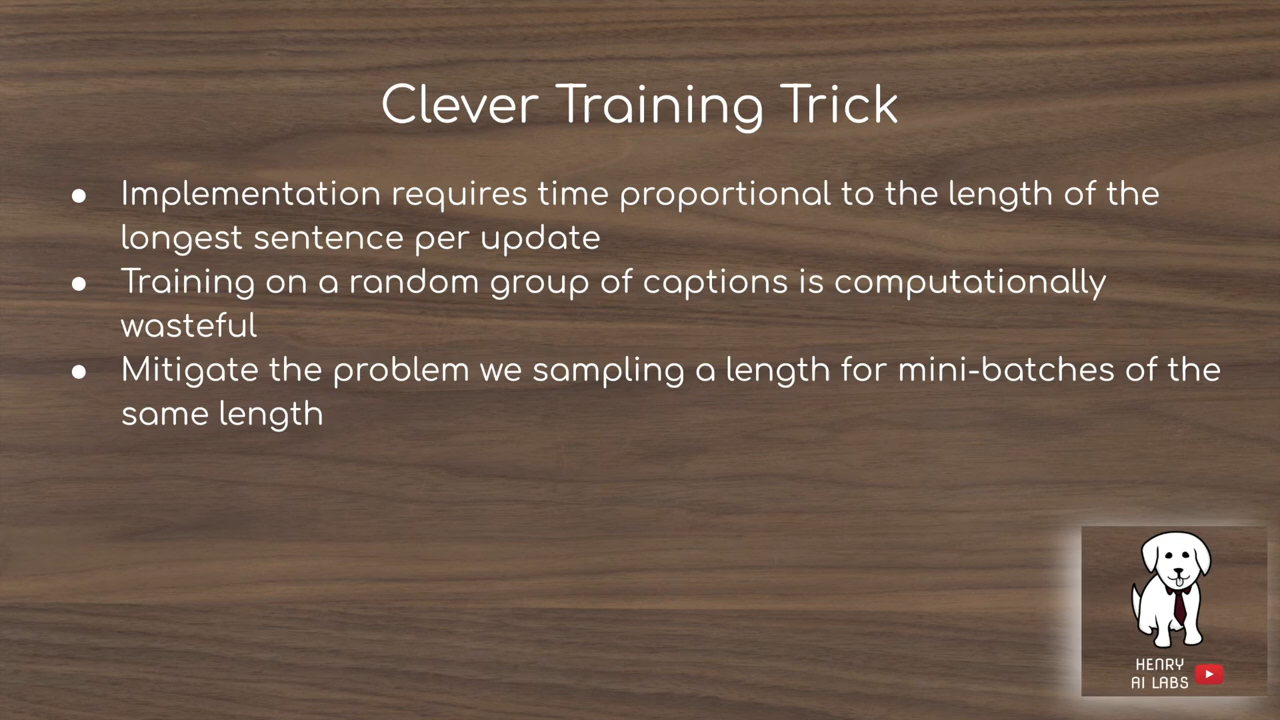 Clever Training Trick
● Implementation requires time proportional to the length of the
longest sentence per update
● Training on a random group of captions is computationally
wasteful
● Mitigate the problem we sampling a length for mini-batches of the
same length
HENRY
AI LABS